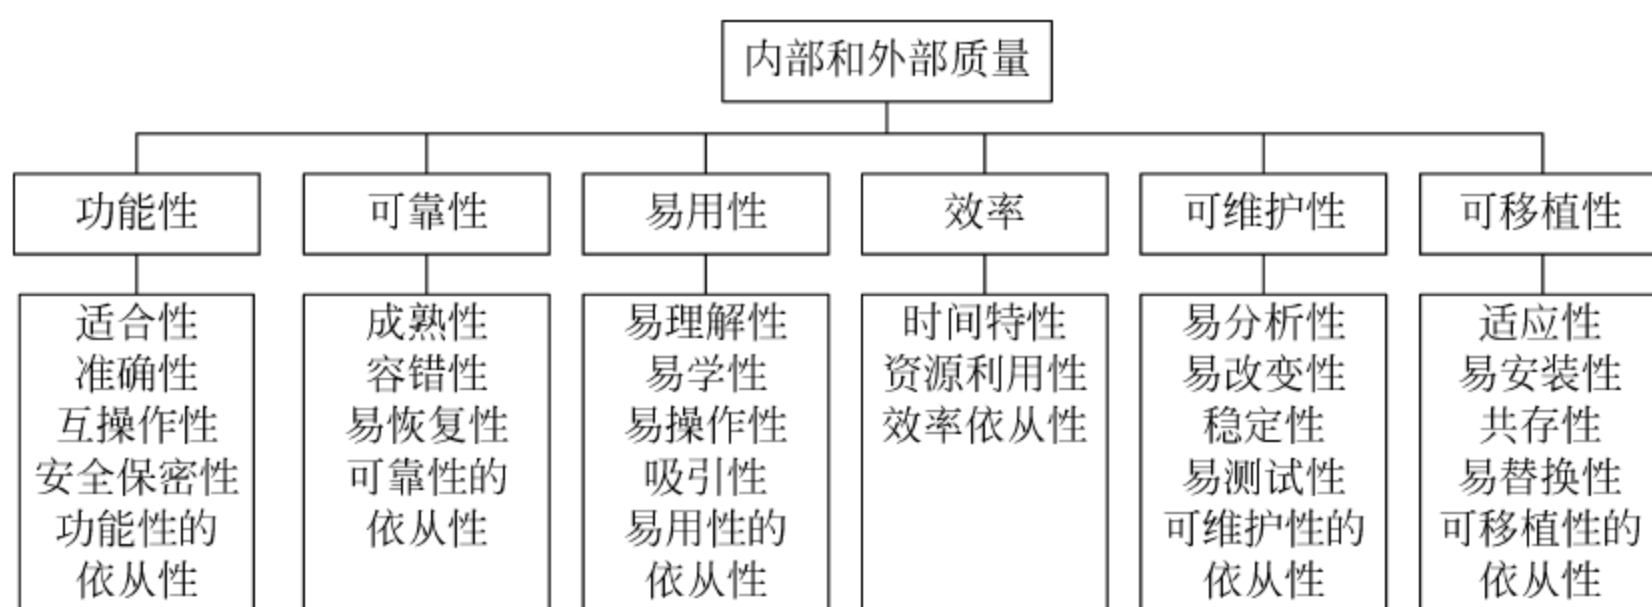 内部和外部质量
功能性
可靠性
易用性
效率
可维护性
可移植性
适合性
准确性
互操作性
安全保密性
功能性的
依从性
成熟性
容错性
易恢复性
可靠性的
依从性
易理解性
易学性
易操作性
吸引性
易用性的
依从性
时间特性
资源利用性
效率依从性
易分析性
易改变性
稳定性
易测试性
可维护性的
依从性
适应性
易安装性
共存性
易替换性
可移植性的
依从性